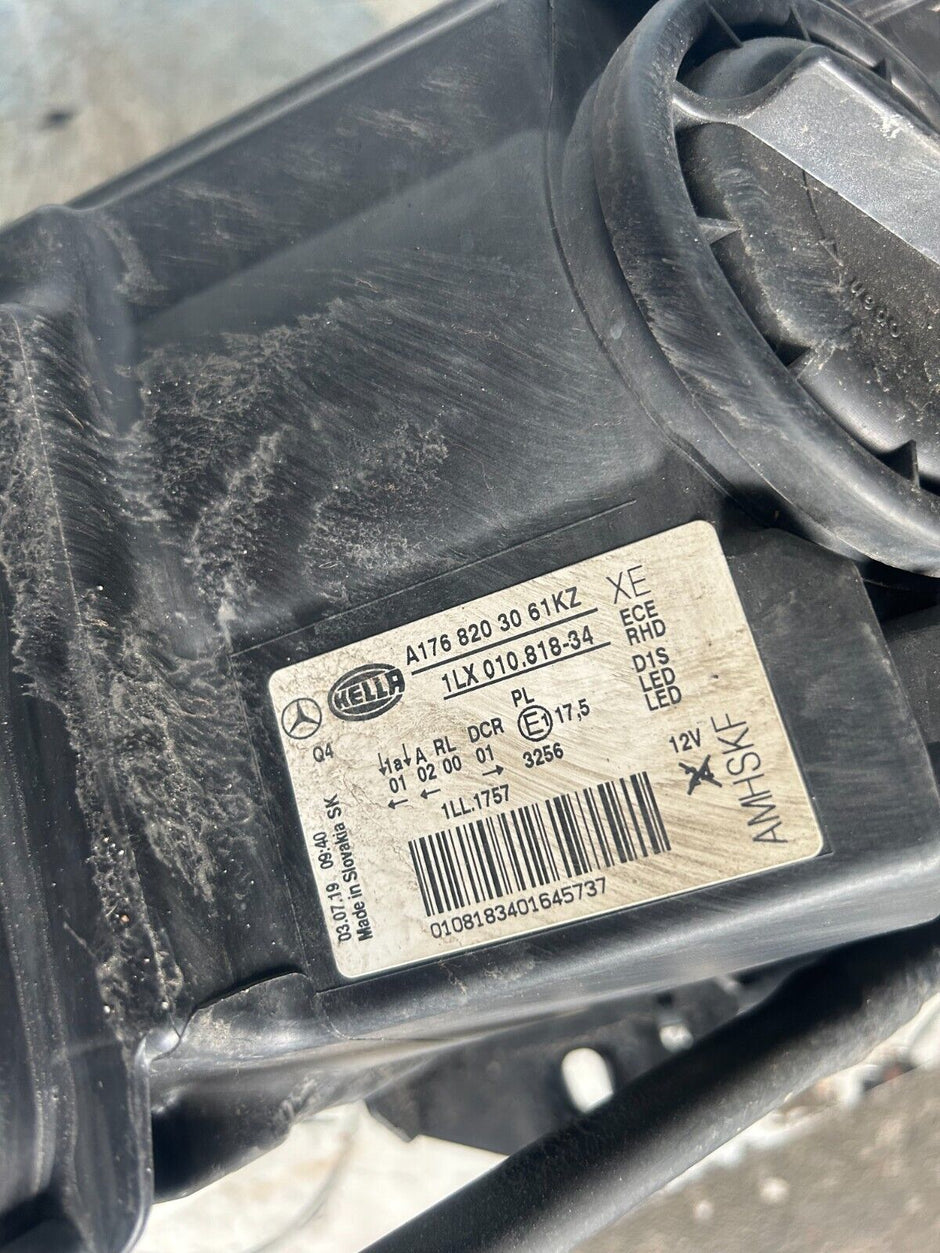 A176 820 30 61KZ
XE
HELLA
1LX 010.818-34
ECE
RHD
Q4
D1S
LED
LED
PL
↓1a↓ A RL DCR E1 17,5
01 02 00 01 3256
← ← →
1LL.1757
12V
AMHSKF
0108183401645737
03.07.19 09:40
Made in Slovakia SK